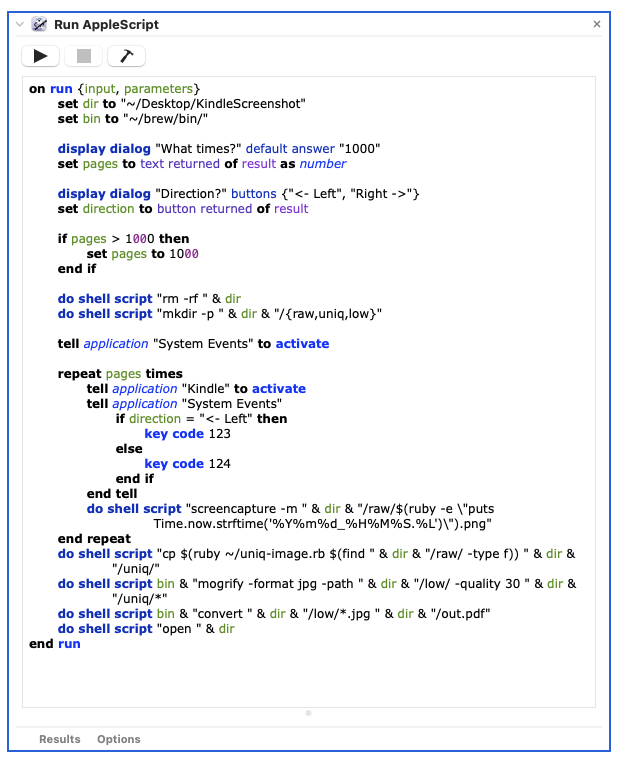 Run AppleScript
on run {input, parameters}
set dir to "~/Desktop/KindleScreenshot"
set bin to "~/brew/bin/"
display dialog "What times?" default answer "1000"
set pages to text returned of result as number
display dialog "Direction?" buttons {"<- Left", "Right ->"}
set direction to button returned of result
if pages > 1000 then
set pages to 1000
end if
do shell script "rm -rf " & dir
do shell script "mkdir -p " & dir & "/{raw,uniq,low}"
tell application "System Events" to activate
repeat pages times
tell application "Kindle" to activate
tell application "System Events"
if direction = "<- Left" then
key code 123
else
key code 124
end if
end tell
do shell script "screencapture -m " & dir & "/raw/$(ruby -e \"puts
Time.now.strftime('%Y%m%d_%H%M%S.%L')\").png"
end repeat
do shell script "cp $(ruby ~/uniq-image.rb $(find " & dir & "/raw/ -type f)) " & dir &
"/uniq/"
do shell script bin & "mogrify -format jpg -path " & dir & "/low/ -quality 30 " & dir &
"/uniq/*"
do shell script bin & "convert " & dir & "/low/*.jpg " & dir & "/out.pdf"
do shell script "open " & dir
end run
Results Options